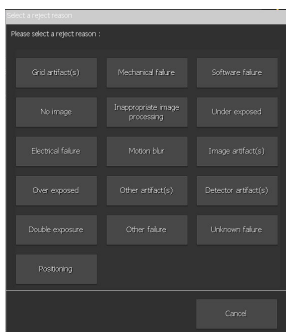 Select a reject reason
Please select a reject reason :
Grid artifact(s)
Mechanical failure
Software failure
No image
Inappropriate image
processing
Under exposed
Electrical failure
Motion blur
Image artifact(s)
Over exposed
Other artifact(s)
Detector artifact(s)
Double exposure
Other failure
Unknown failure
Positioning
Cancel